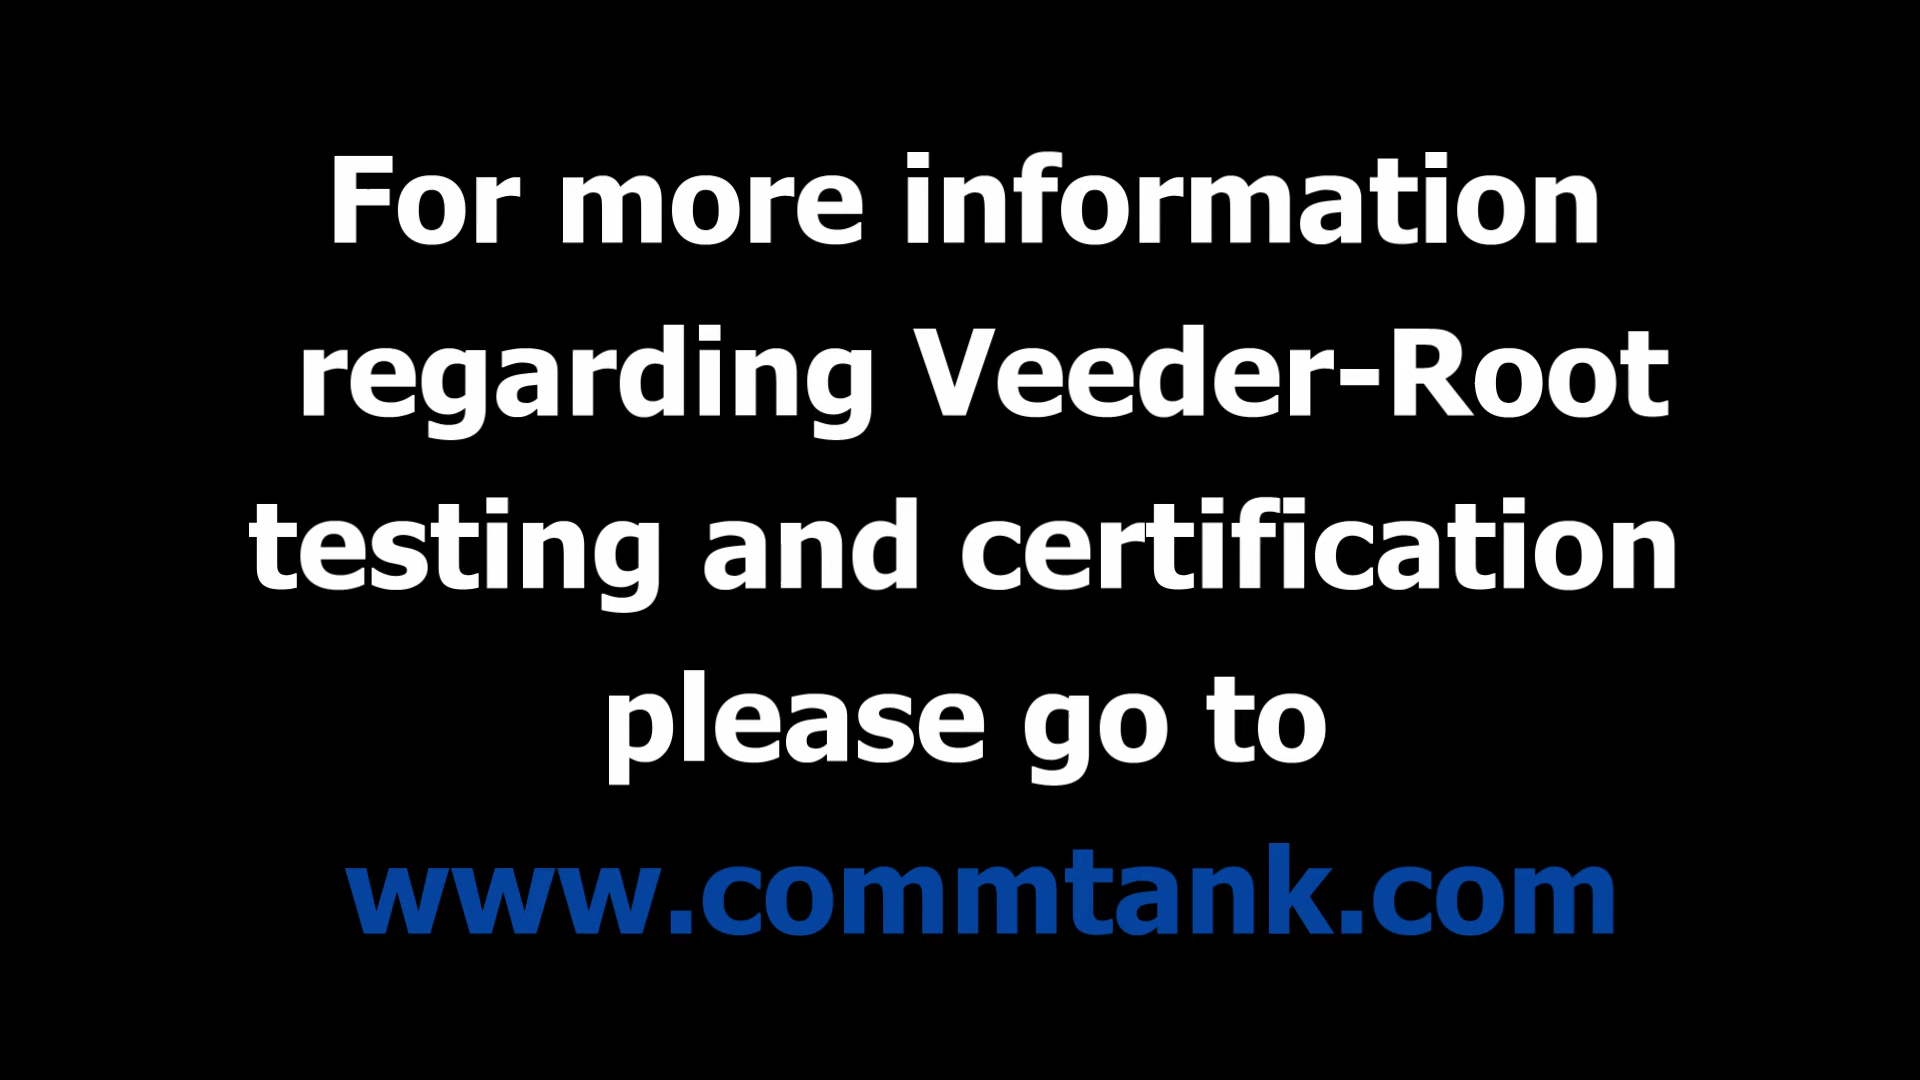 For more information
regarding Veeder-Root
testing and certification
please go to
www.commtank.com